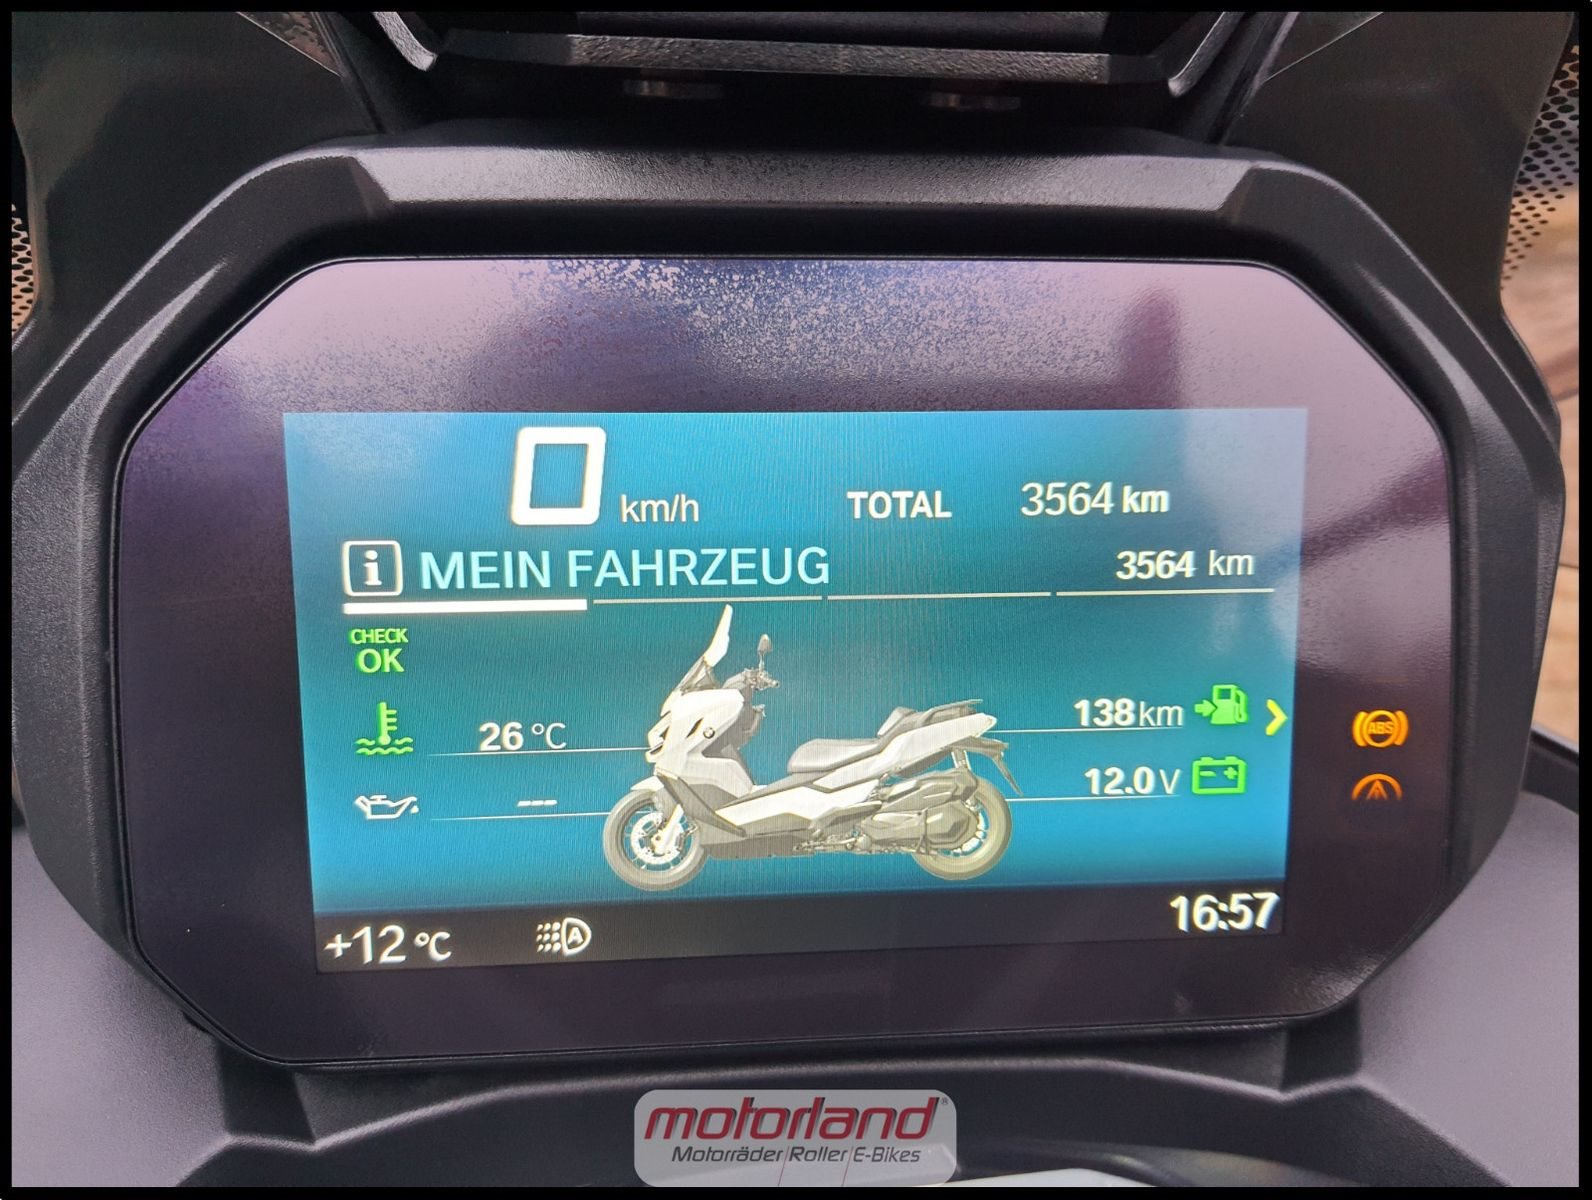 0 km/h TOTAL 3564 km
i MEIN FAHRZEUG 3564 km
CHECK
OK
26 °C 138 km
--- 12.0 V
ABS
+12 °C A 16:57
motorland®
Motorräder Roller E-Bikes